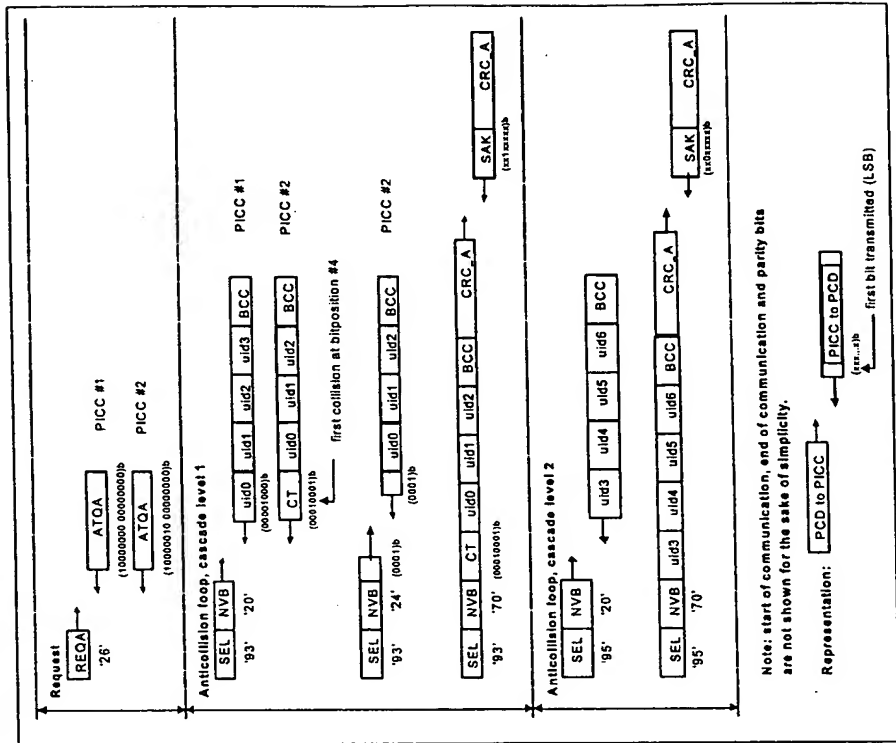 Request
REQA
'26'
ATQA
PICC #1
(10000000 00000000)b
ATQA
PICC #2
(10000010 00000000)b
Anticollision loop, cascade level 1
SEL NVB
'93' '20'
uid0 uid1 uid2 uid3 BCC
PICC #1
(00001000)b
CT uid0 uid1 uid2 BCC
PICC #2
(00010001)b
first collision at bitposition #4
SEL NVB
'93' '24' (0001)b
uid0 uid1 uid2 BCC
PICC #2
(0001)b
SEL NVB CT uid0 uid1 uid2 BCC CRC_A
'93' '70' (00010001)b
SAK CRC_A
(xx1xxxxx)b
Anticollision loop, cascade level 2
SEL NVB
'95' '20'
uid3 uid4 uid5 uid6 BCC
SEL NVB uid3 uid4 uid5 uid6 BCC CRC_A
'95' '70'
SAK CRC_A
(xx0xxxxx)b
Note: start of communication, end of communication and parity bits
are not shown for the sake of simplicity.
Representation:
PCD to PICC
PICC to PCD
(xxx...x)b
first bit transmitted (LSB)